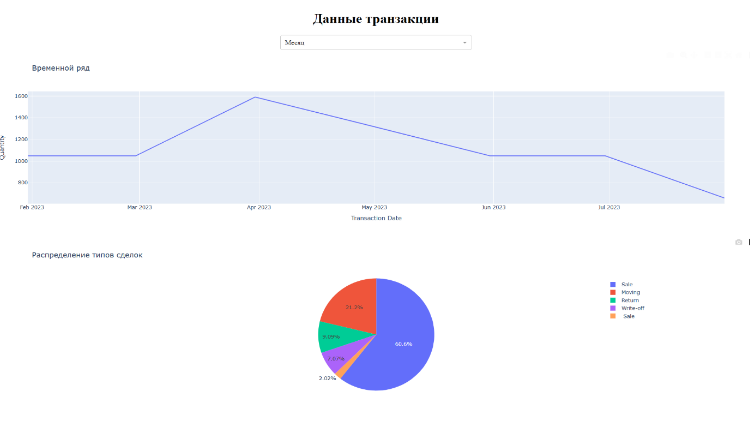 Данные транзакции
Месяц
Временной ряд
1600
1400
1200
1000
800
Quantity
Feb 2023
Mar 2023
Apr 2023
May 2023
Jun 2023
Jul 2023
Transaction Date
Распределение типов сделок
60.6%
9.09%
7.07%
2.02%
Sale
Moving
Return
Write-off
Sale